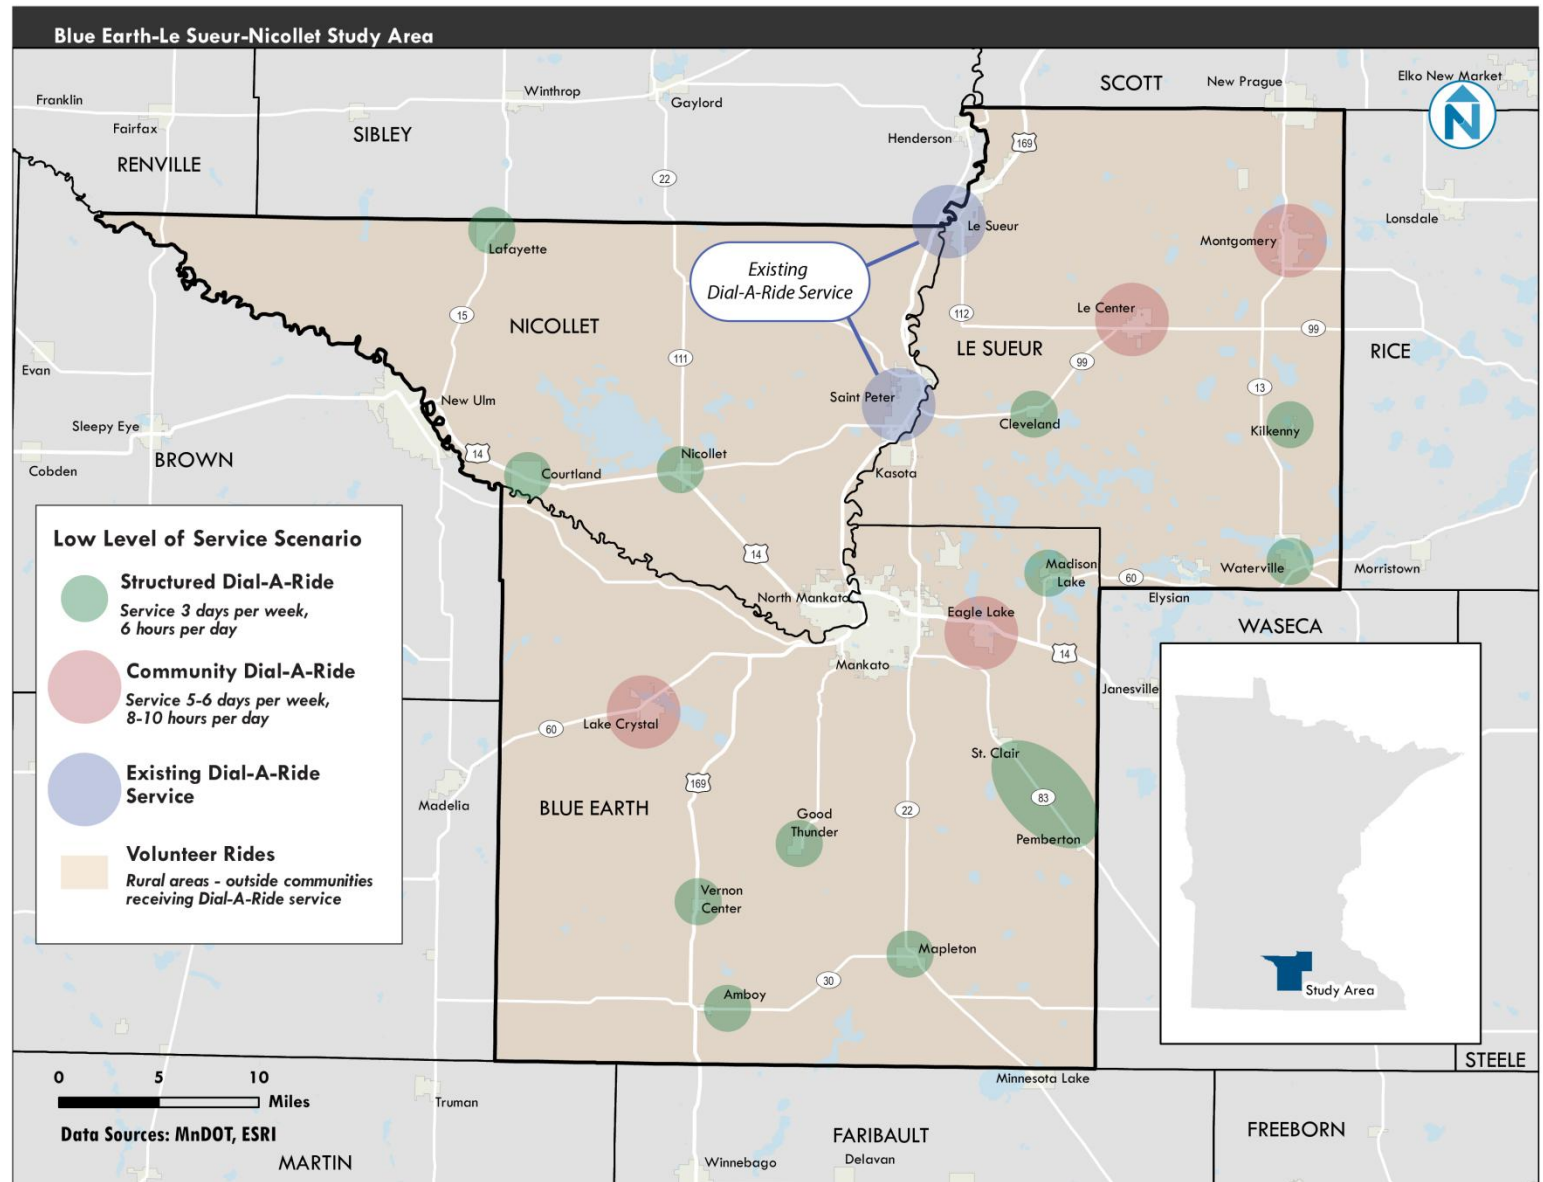 Blue Earth-Le Sueur-Nicollet Study Area
SCOTT
New Prague
Elko New Market
Franklin
Winthrop
Gaylord
Fairfax
SIBLEY
Henderson
169
N
RENVILLE
22
Lonsdale
Le Sueur
Montgomery
Lafayette
Existing
Dial-A-Ride Service
15
NICOLLET
112
Le Center
99
LE SUEUR
RICE
111
99
Evan
13
New Ulm
Saint Peter
Sleepy Eye
Cleveland
Kilkenny
BROWN
14
Nicollet
Cobden
Courtland
Kasota
14
Madison
Lake
60
Waterville
Morristown
North Mankato
Eagle Lake
Elysian
WASECA
Mankato
14
Janesville
Lake Crystal
60
St. Clair
169
83
Madelia
BLUE EARTH
Good
Thunder
22
Pemberton
Vernon
Center
Mapleton
30
Amboy
Study Area
STEELE
Minnesota Lake
Truman
FARIBAULT
FREEBORN
MARTIN
Winnebago
Delavan
Low Level of Service Scenario
Structured Dial-A-Ride
Service 3 days per week,
6 hours per day
Community Dial-A-Ride
Service 5-6 days per week,
8-10 hours per day
Existing Dial-A-Ride
Service
Volunteer Rides
Rural areas - outside communities
receiving Dial-A-Ride service
0 5 10
Miles
Data Sources: MnDOT, ESRI